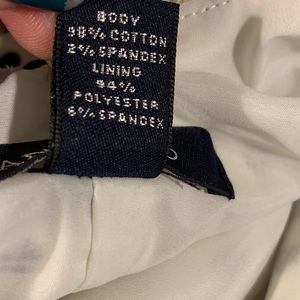 BODY
98% COTTON
2% SPANDEX
LINING
94%
POLYESTER
6% SPANDEX